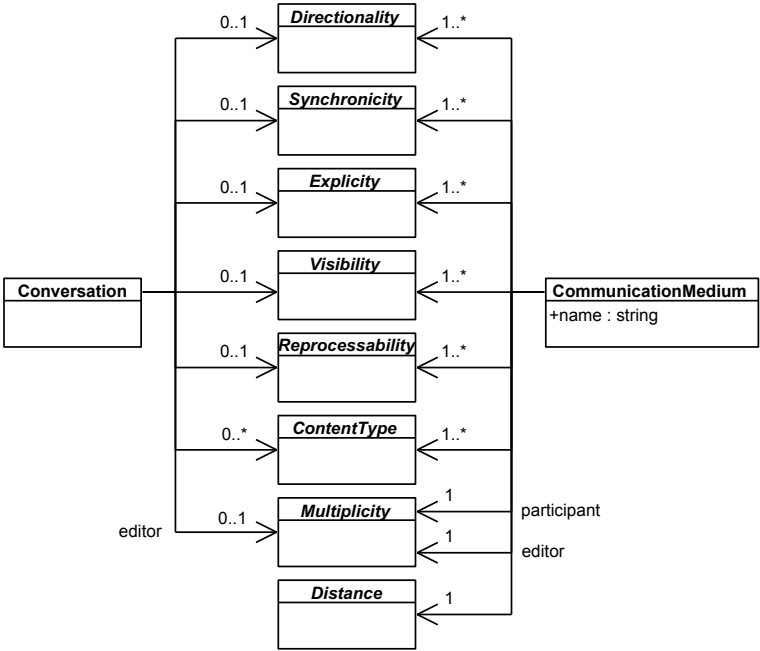 0..1 Directionality 1..*
0..1 Synchronicity 1..*
0..1 Explicity 1..*
0..1 Visibility 1..*
Conversation CommunicationMedium
+name : string
0..1 Reprocessability 1..*
0..* ContentType 1..*
Multiplicity 1 participant
editor 0..1 1 editor
Distance 1